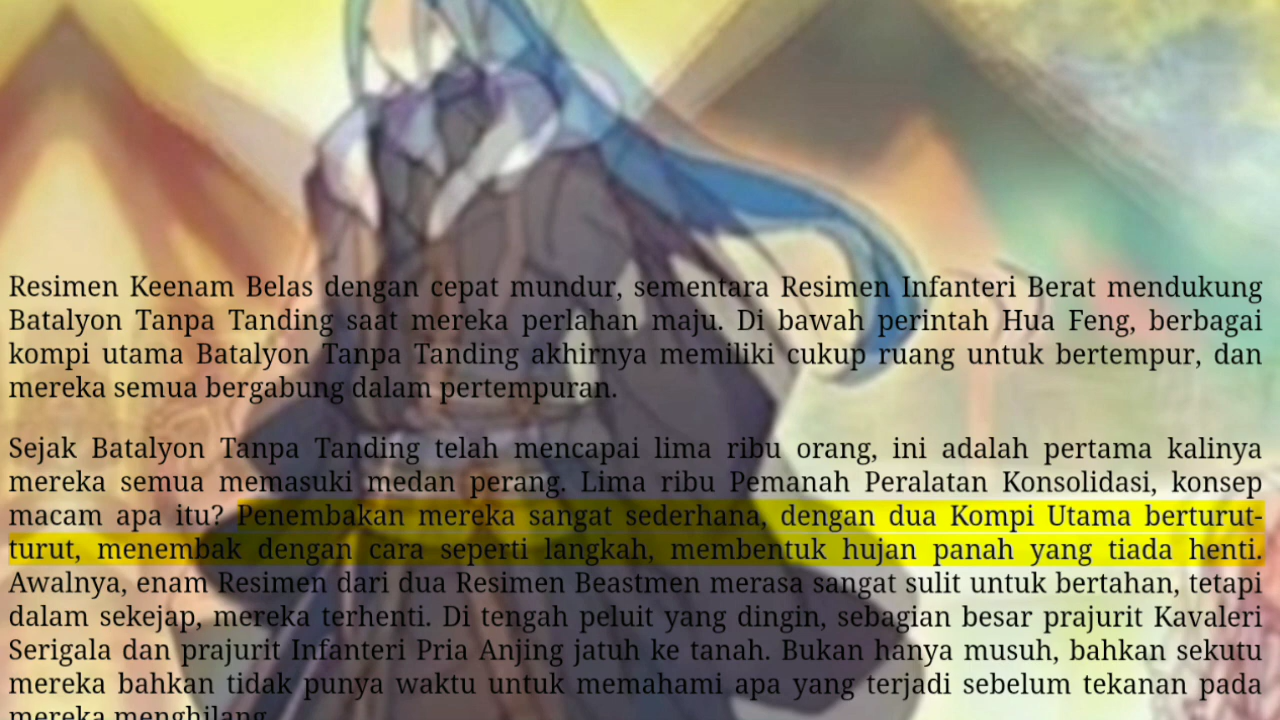 Resimen Keenam Belas dengan cepat mundur, sementara Resimen Infanteri Berat mendukung
Batalyon Tanpa Tanding saat mereka perlahan maju. Di bawah perintah Hua Feng, berbagai
kompi utama Batalyon Tanpa Tanding akhirnya memiliki cukup ruang untuk bertempur, dan
mereka semua bergabung dalam pertempuran.
Sejak Batalyon Tanpa Tanding telah mencapai lima ribu orang, ini adalah pertama kalinya
mereka semua memasuki medan perang. Lima ribu Pemanah Peralatan Konsolidasi, konsep
macam apa itu? Penembakan mereka sangat sederhana, dengan dua Kompi Utama berturut-
turut, menembak dengan cara seperti langkah, membentuk hujan panah yang tiada henti.
Awalnya, enam Resimen dari dua Resimen Beastmen merasa sangat sulit untuk bertahan, tetapi
dalam sekejap, mereka terhenti. Di tengah peluit yang dingin, sebagian besar prajurit Kavaleri
Serigala dan prajurit Infanteri Pria Anjing jatuh ke tanah. Bukan hanya musuh, bahkan sekutu
mereka bahkan tidak punya waktu untuk memahami apa yang terjadi sebelum tekanan pada
mereka menghilang.